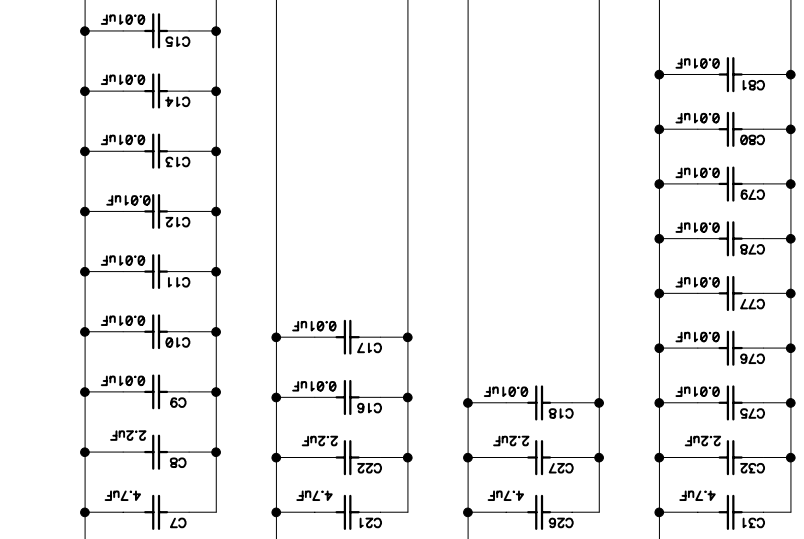 C31
4.7uF
C32
2.2uF
C75
0.01uF
C76
0.01uF
C77
0.01uF
C78
0.01uF
C79
0.01uF
C80
0.01uF
C81
0.01uF
C26
4.7uF
C27
2.2uF
C18
0.01uF
C21
4.7uF
C22
2.2uF
C16
0.01uF
C17
0.01uF
C7
4.7uF
C8
2.2uF
C9
0.01uF
C10
0.01uF
C11
0.01uF
C12
0.01uF
C13
0.01uF
C14
0.01uF
C15
0.01uF